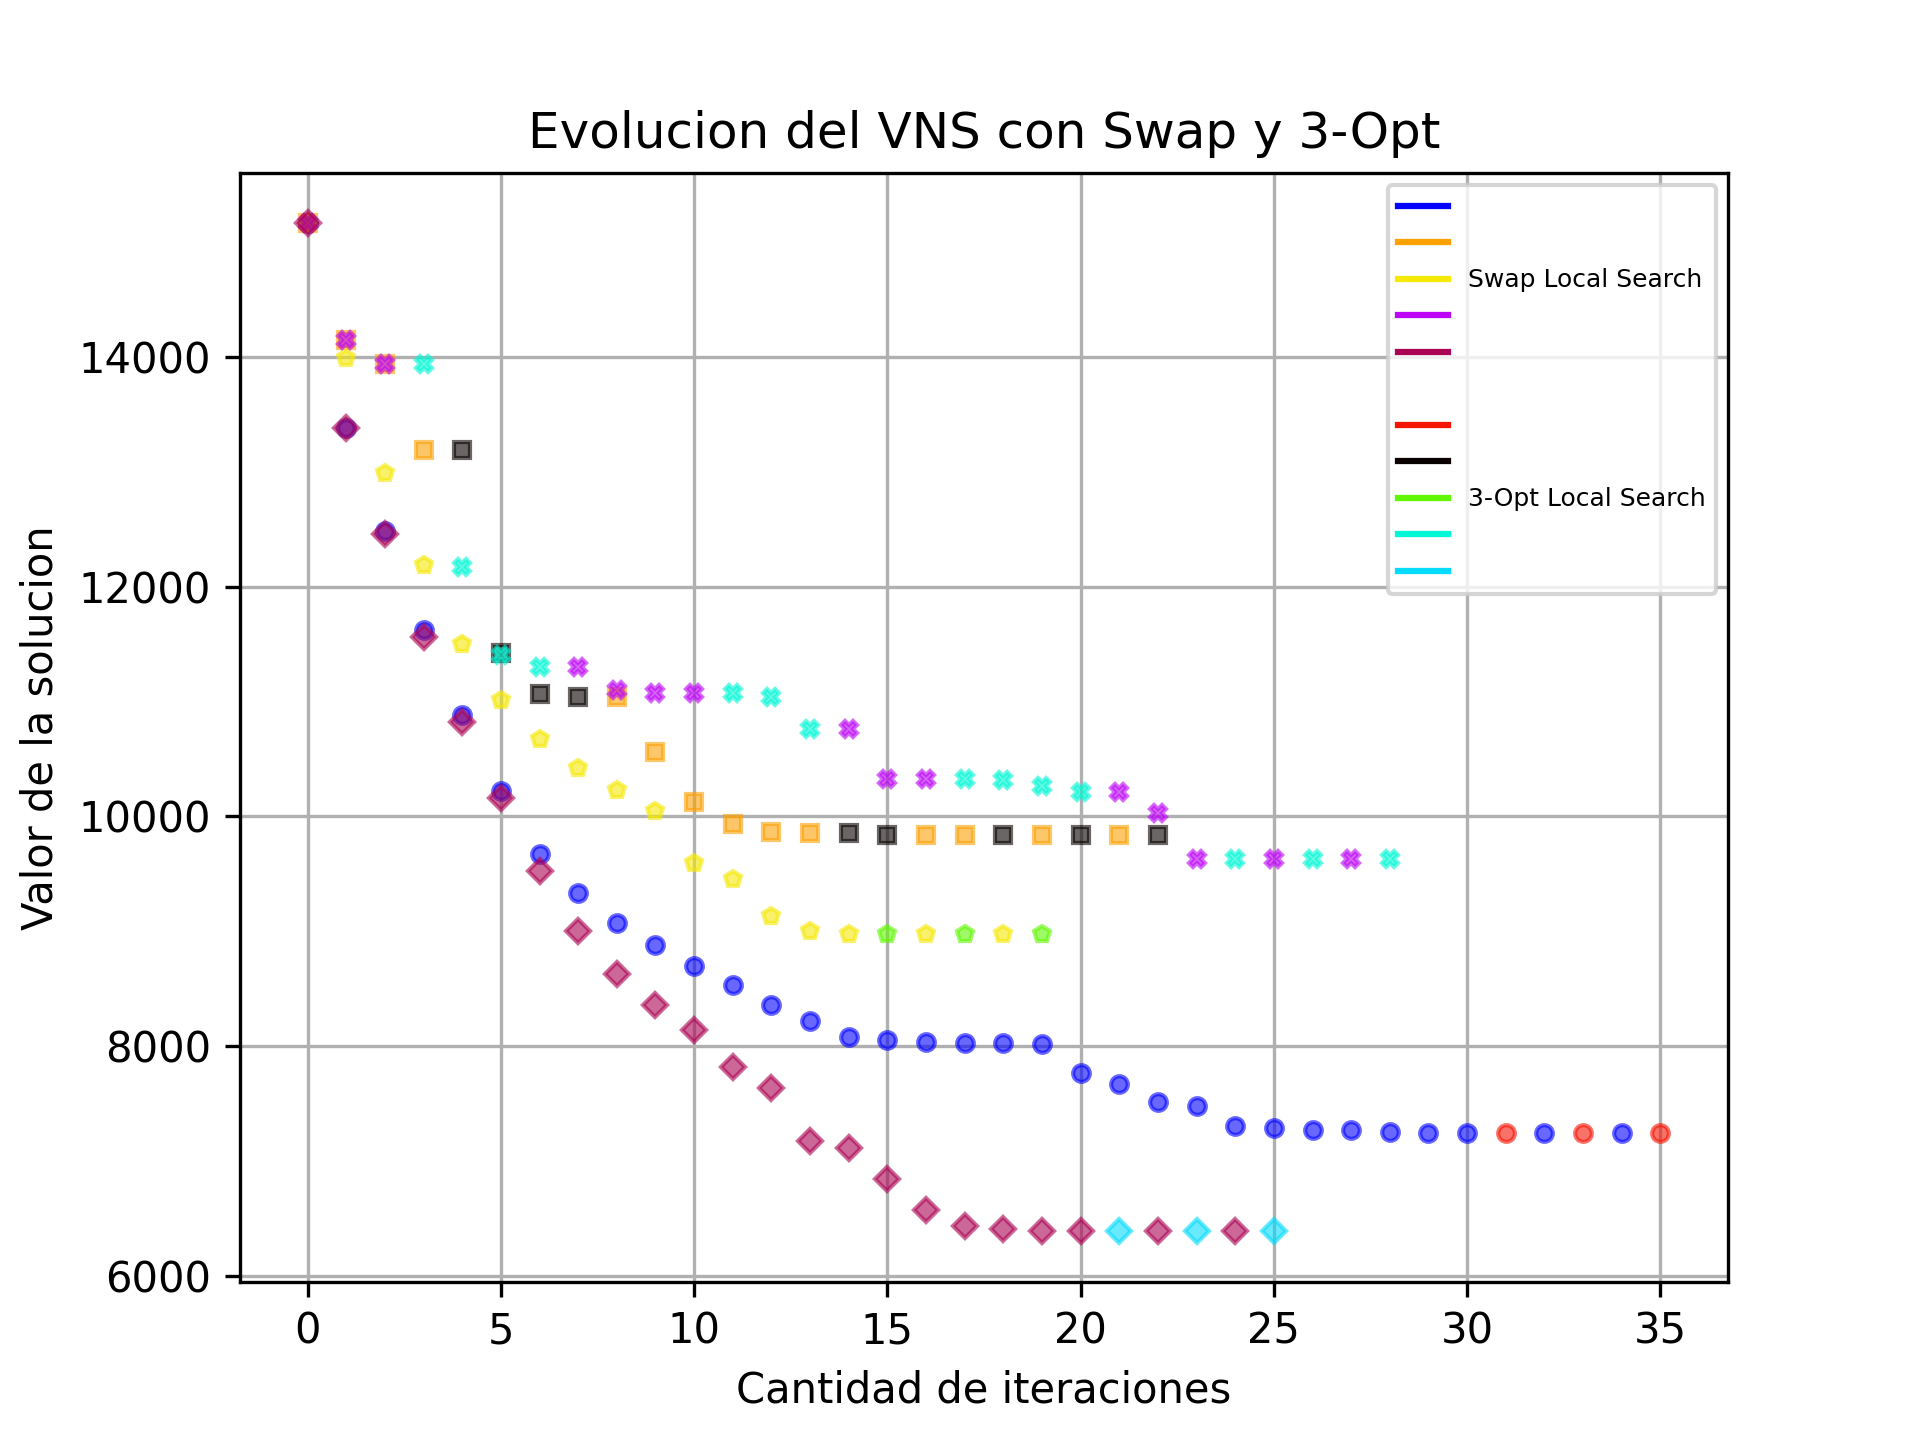 Evolucion del VNS con Swap y 3-Opt
Swap Local Search
3-Opt Local Search
Valor de la solucion
14000
12000
10000
8000
6000
0 5 10 15 20 25 30 35
Cantidad de iteraciones